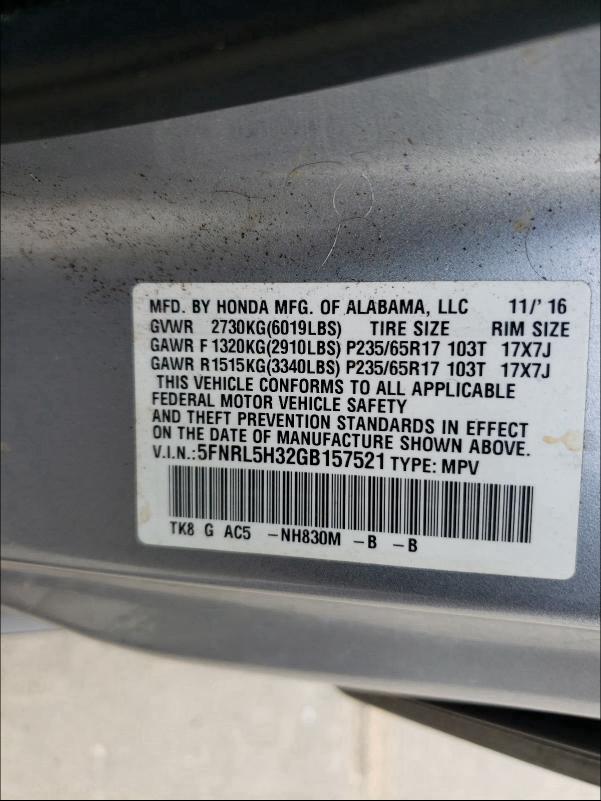 MFD. BY HONDA MFG. OF ALABAMA, LLC 11/'16
GVWR 2730KG(6019LBS) TIRE SIZE RIM SIZE
GAWR F 1320KG(2910LBS) P235/65R17 103T 17X7J
GAWR R1515KG(3340LBS) P235/65R17 103T 17X7J
THIS VEHICLE CONFORMS TO ALL APPLICABLE
FEDERAL MOTOR VEHICLE SAFETY
AND THEFT PREVENTION STANDARDS IN EFFECT
ON THE DATE OF MANUFACTURE SHOWN ABOVE.
V.I.N.:5FNRL5H32GB157521 TYPE: MPV
TK8 G AC5 -NH830M -B -B